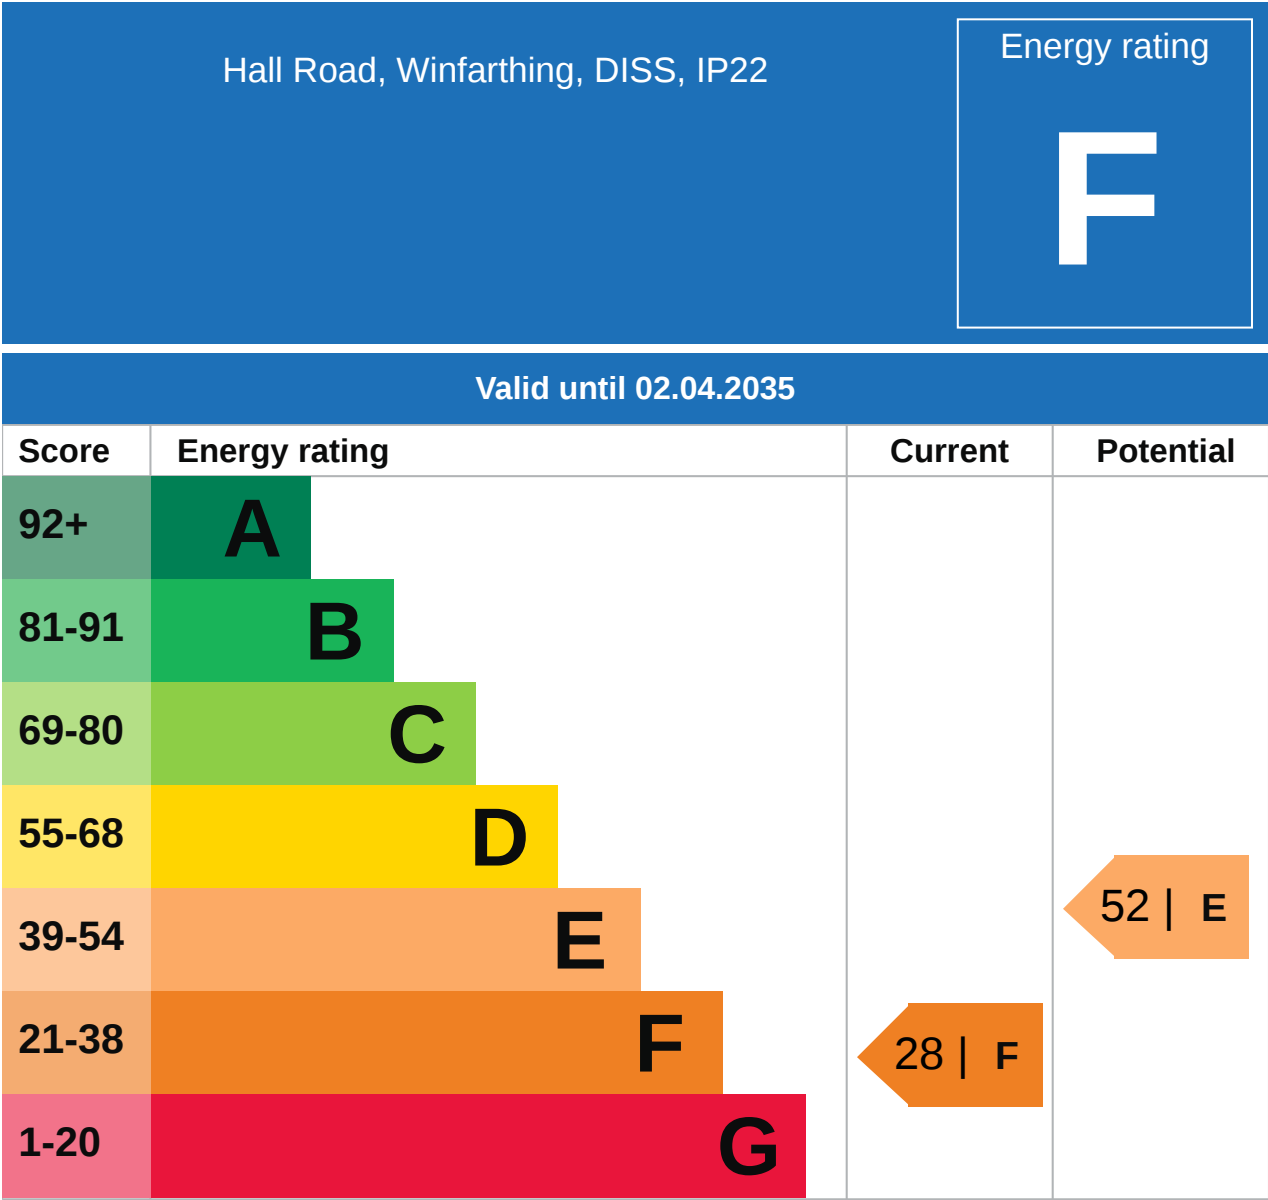 Hall Road, Winfarthing, DISS, IP22
Energy rating
F
Valid until 02.04.2035
Score Energy rating Current Potential
92+ A
81-91 B
69-80 C
55-68 D
52 | E
39-54 E
21-38 F
28 | F
1-20 G